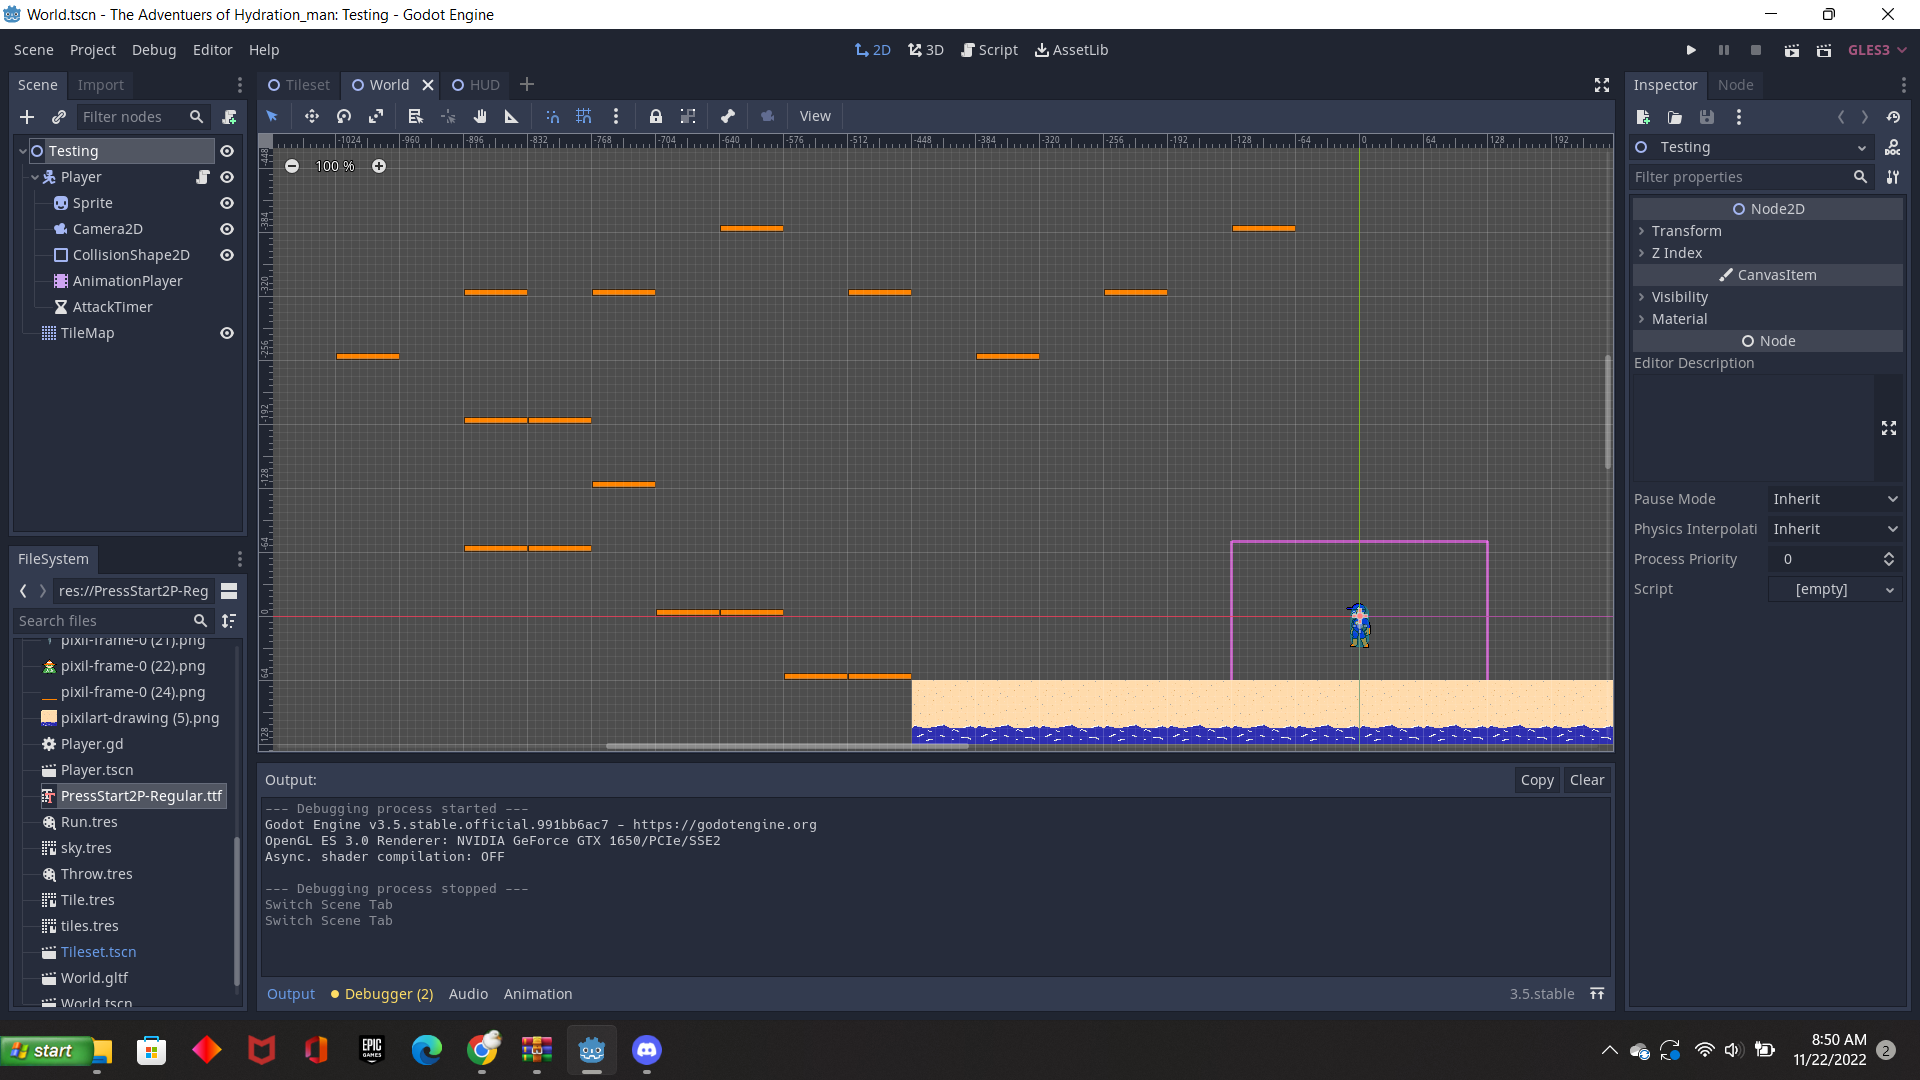 World.tscn - The Adventuers of Hydration_man: Testing - Godot Engine
Scene Project Debug Editor Help
2D 3D Script AssetLib
GLES3
Scene Import
Tileset World HUD
Inspector Node
Filter nodes
View
Testing
Player
Sprite
Camera2D
CollisionShape2D
AnimationPlayer
AttackTimer
TileMap
100 %
-1024 -960 -896 -832 -768 -704 -640 -576 -512 -448 -384 -320 -256 -192 -128 -64 0 64 128 192
-448
-384
-320
-256
-192
-128
-64
0
64
128
Testing
Filter properties
Node2D
Transform
Z Index
CanvasItem
Visibility
Material
Node
Editor Description
Pause Mode Inherit
Physics Interpolati Inherit
Process Priority 0
Script [empty]
FileSystem
res://PressStart2P-Reg
Search files
pixil-frame-0 (21).png
pixil-frame-0 (22).png
pixil-frame-0 (24).png
pixilart-drawing (5).png
Player.gd
Player.tscn
PressStart2P-Regular.ttf
Run.tres
sky.tres
Throw.tres
Tile.tres
tiles.tres
Tileset.tscn
World.gltf
World.tscn
Output:
Copy Clear
--- Debugging process started ---
Godot Engine v3.5.stable.official.991bb6ac7 - https://godotengine.org
OpenGL ES 3.0 Renderer: NVIDIA GeForce GTX 1650/PCIe/SSE2
Async. shader compilation: OFF
--- Debugging process stopped ---
Switch Scene Tab
Switch Scene Tab
Output Debugger (2) Audio Animation
3.5.stable
start
EPIC GAMES
8:50 AM
11/22/2022
2